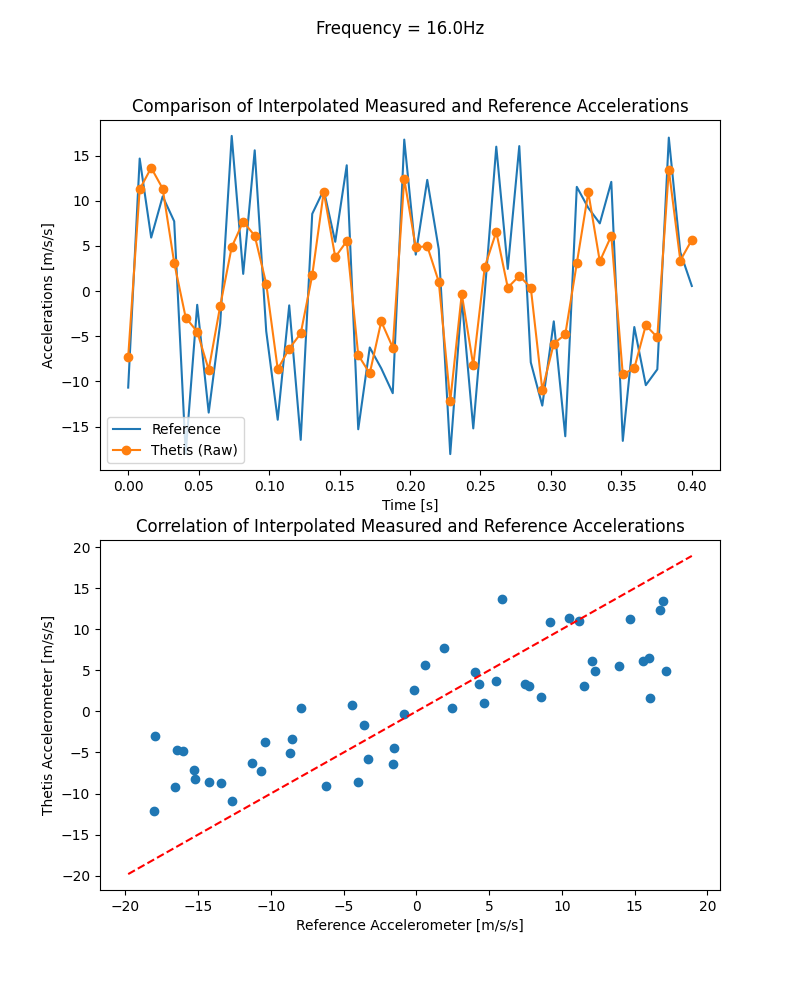 Frequency = 16.0Hz
Comparison of Interpolated Measured and Reference Accelerations
15
10
5
0
−5
−10
−15
Accelerations [m/s/s]
Reference
Thetis (Raw)
0.00 0.05 0.10 0.15 0.20 0.25 0.30 0.35 0.40
Time [s]
Correlation of Interpolated Measured and Reference Accelerations
20
15
10
5
0
−5
−10
−15
−20
Thetis Accelerometer [m/s/s]
−20 −15 −10 −5 0 5 10 15 20
Reference Accelerometer [m/s/s]